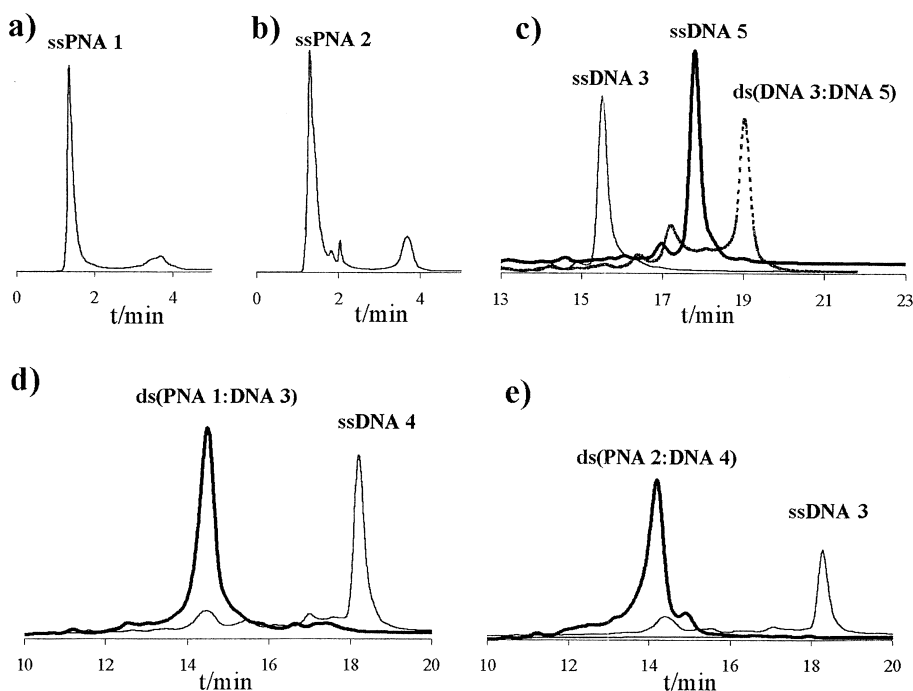 a)
ssPNA 1
0 2 4
t/min
b)
ssPNA 2
0 2 4
t/min
c)
ssDNA 5
ssDNA 3
ds(DNA 3:DNA 5)
13 15 17 19 21 23
t/min
d)
ds(PNA 1:DNA 3)
ssDNA 4
10 12 14 16 18 20
t/min
e)
ds(PNA 2:DNA 4)
ssDNA 3
10 12 14 16 18 20
t/min